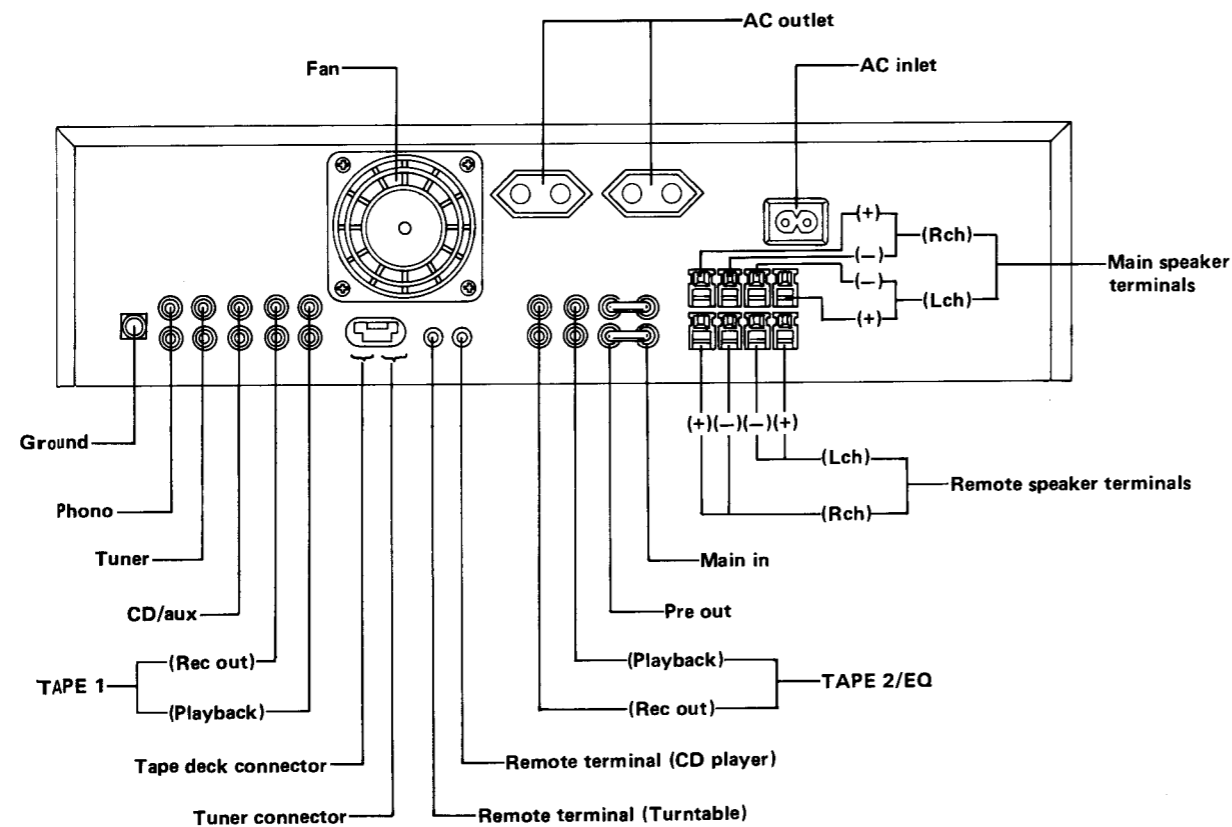 AC outlet
Fan
AC inlet
(+)
(Rch)
(—)
Main speaker
terminals
(—)
(Lch)
(+)
(+) (—) (—) (+)
Ground
(Lch)
Remote speaker terminals
Phono
(Rch)
Tuner
Main in
CD/aux
Pre out
(Rec out)
(Playback)
TAPE 1
TAPE 2/EQ
(Playback)
(Rec out)
Tape deck connector
Remote terminal (CD player)
Tuner connector
Remote terminal (Turntable)